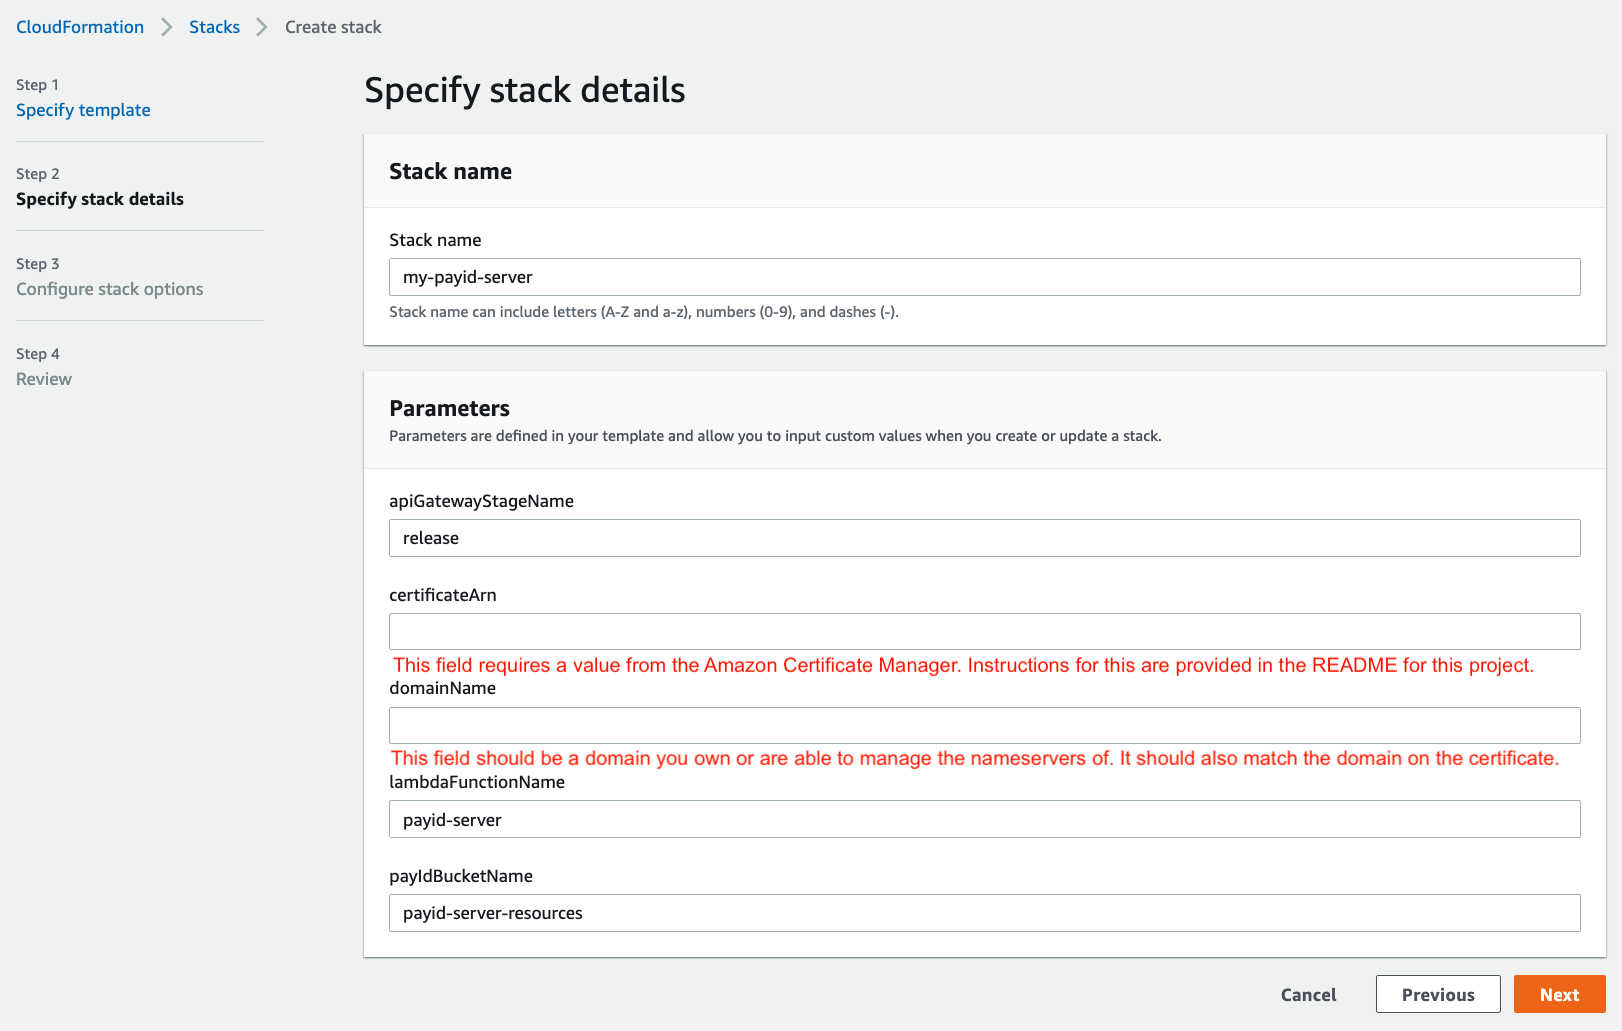 CloudFormation > Stacks > Create stack
Step 1
Specify template
Step 2
Specify stack details
Step 3
Configure stack options
Step 4
Review
Specify stack details
Stack name
Stack name
my-payid-server
Stack name can include letters (A-Z and a-z), numbers (0-9), and dashes (-).
Parameters
Parameters are defined in your template and allow you to input custom values when you create or update a stack.
apiGatewayStageName
release
certificateArn
This field requires a value from the Amazon Certificate Manager. Instructions for this are provided in the README for this project.
domainName
This field should be a domain you own or are able to manage the nameservers of. It should also match the domain on the certificate.
lambdaFunctionName
payid-server
payIdBucketName
payid-server-resources
Cancel Previous Next